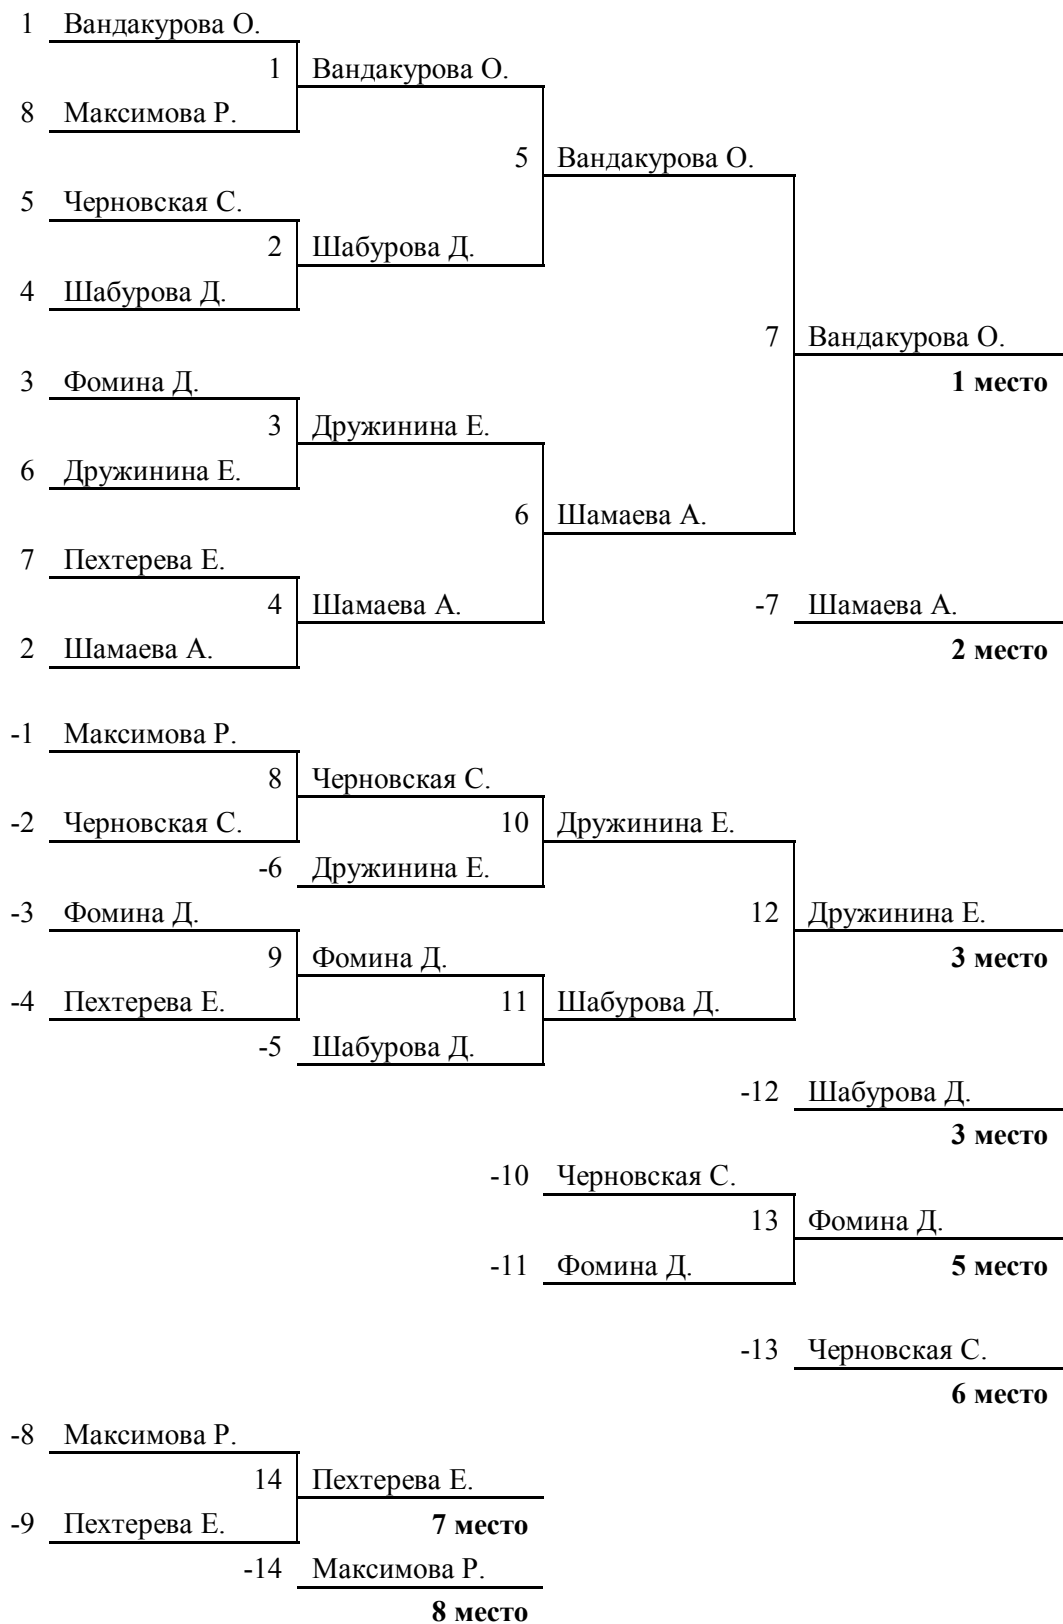 1 Вандакурова О.
1 Вандакурова О.
8 Максимова Р.
5 Вандакурова О.
5 Черновская С.
2 Шабурова Д.
4 Шабурова Д.
7 Вандакурова О.
3 Фомина Д. 1 место
3 Дружинина Е.
6 Дружинина Е.
6 Шамаева А.
7 Пехтерева Е.
4 Шамаева А. -7 Шамаева А.
2 Шамаева А. 2 место
-1 Максимова Р.
8 Черновская С.
-2 Черновская С. 10 Дружинина Е.
-6 Дружинина Е.
-3 Фомина Д. 12 Дружинина Е.
9 Фомина Д. 3 место
-4 Пехтерева Е. 11 Шабурова Д.
-5 Шабурова Д.
-12 Шабурова Д.
3 место
-10 Черновская С.
13 Фомина Д.
-11 Фомина Д. 5 место
-13 Черновская С.
6 место
-8 Максимова Р.
14 Пехтерева Е.
-9 Пехтерева Е. 7 место
-14 Максимова Р.
8 место